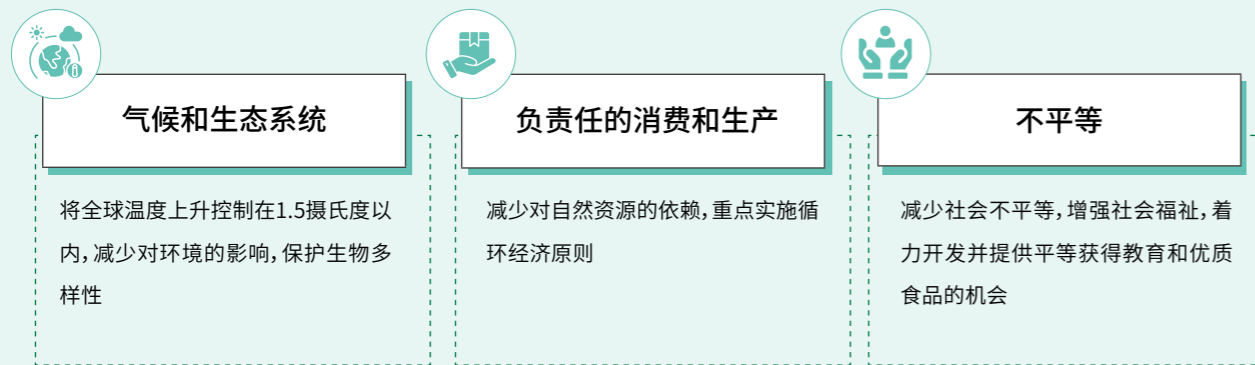 气候和生态系统
将全球温度上升控制在1.5摄氏度以
内，减少对环境的影响，保护生物多
样性
负责任的消费和生产
减少对自然资源的依赖，重点实施循
环经济原则
不平等
减少社会不平等，增强社会福祉，着
力开发并提供平等获得教育和优质
食品的机会